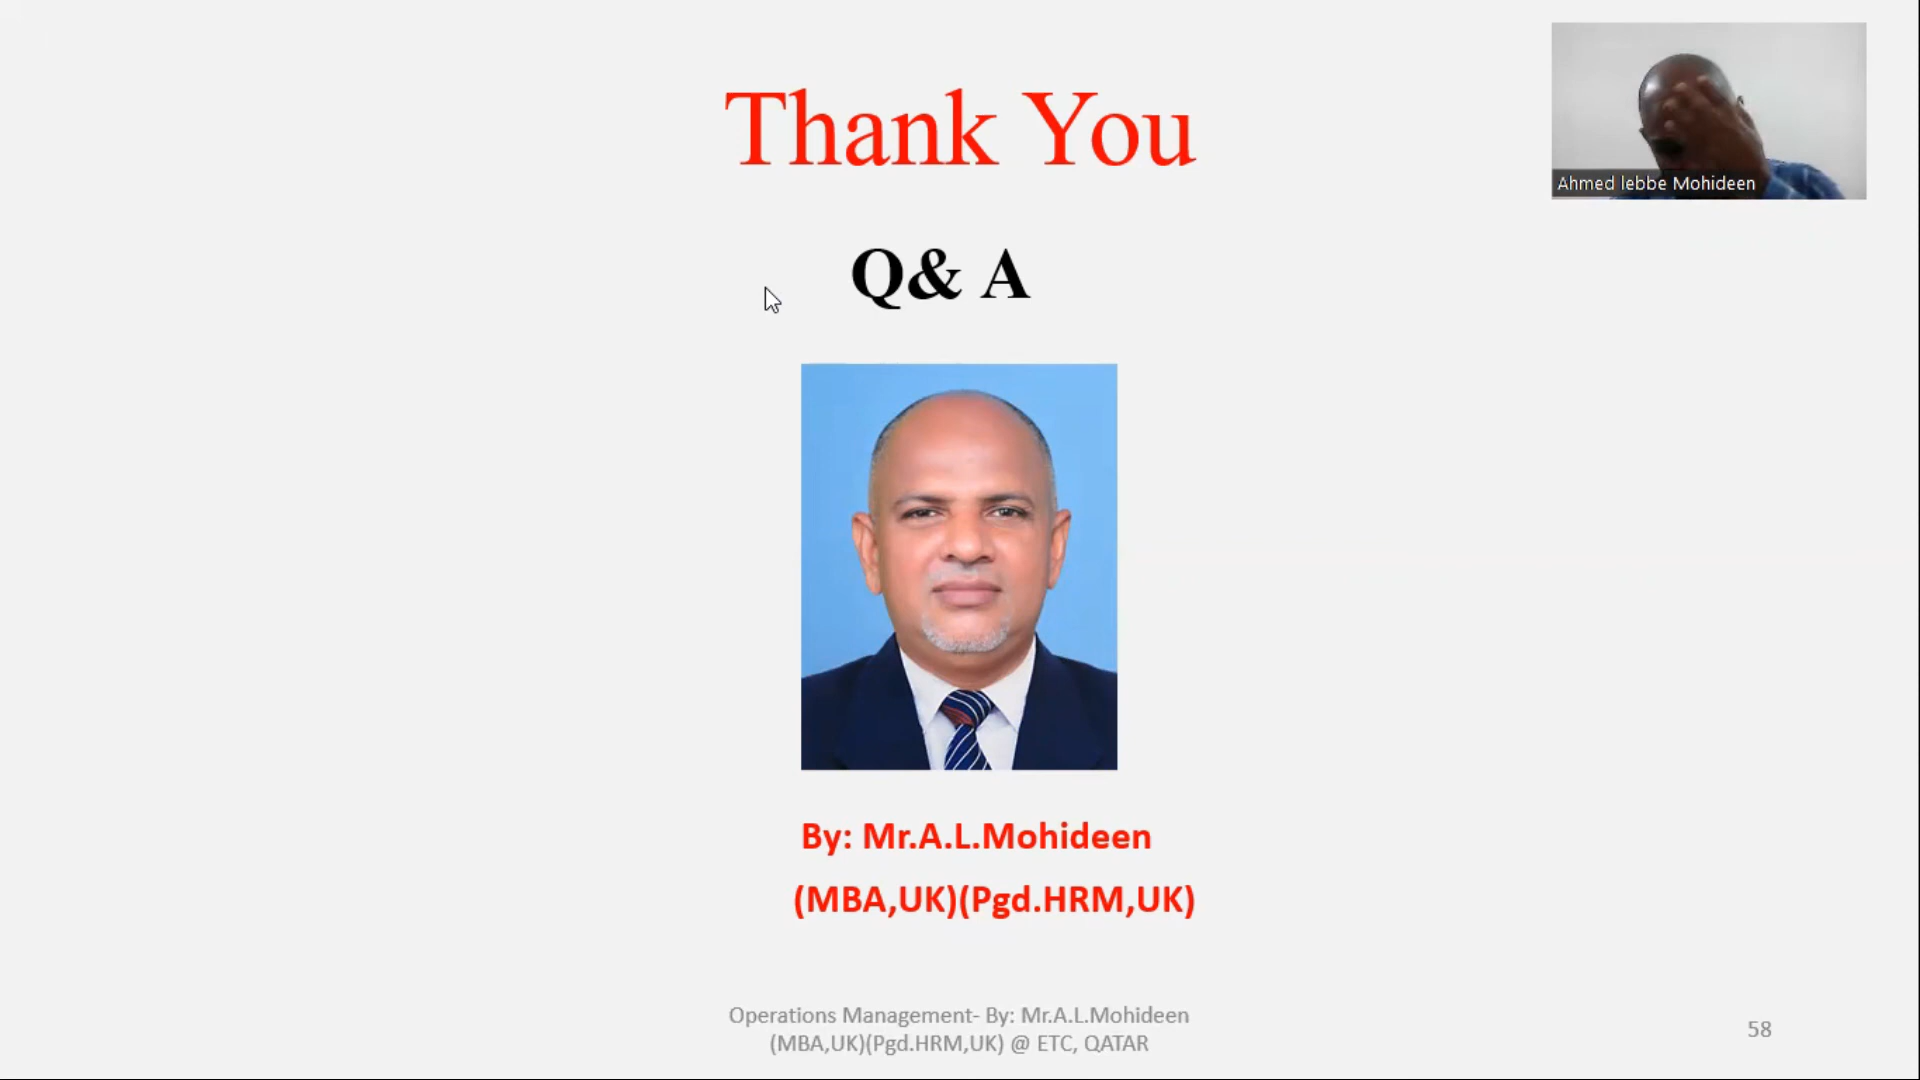 Thank You
Ahmed lebbe Mohideen
Q& A
By: Mr.A.L.Mohideen
(MBA,UK)(Pgd.HRM,UK)
Operations Management- By: Mr.A.L.Mohideen
(MBA,UK)(Pgd.HRM,UK) @ ETC, QATAR
58